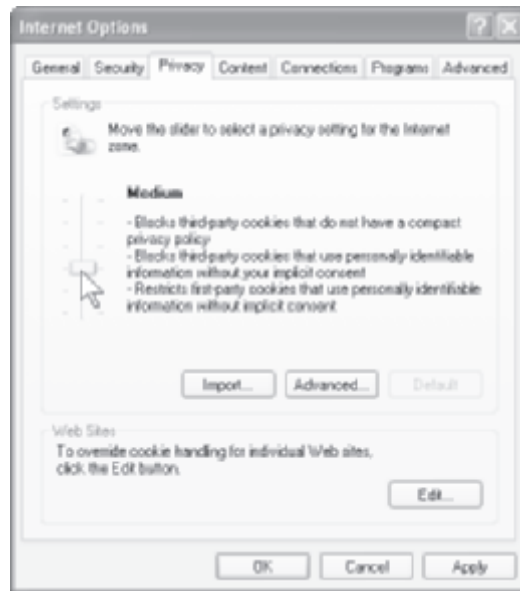 Internet Options
General Security Privacy Content Connections Programs Advanced
Settings
Move the slider to select a privacy setting for the Internet
zone.
Medium
- Blocks third-party cookies that do not have a compact
privacy policy
- Blocks third-party cookies that use personally identifiable
information without your implicit consent
- Restricts first-party cookies that use personally identifiable
information without implicit consent
Import... Advanced... Default
Web Sites
To override cookie handling for individual Web sites,
click the Edit button.
Edit...
OK Cancel Apply